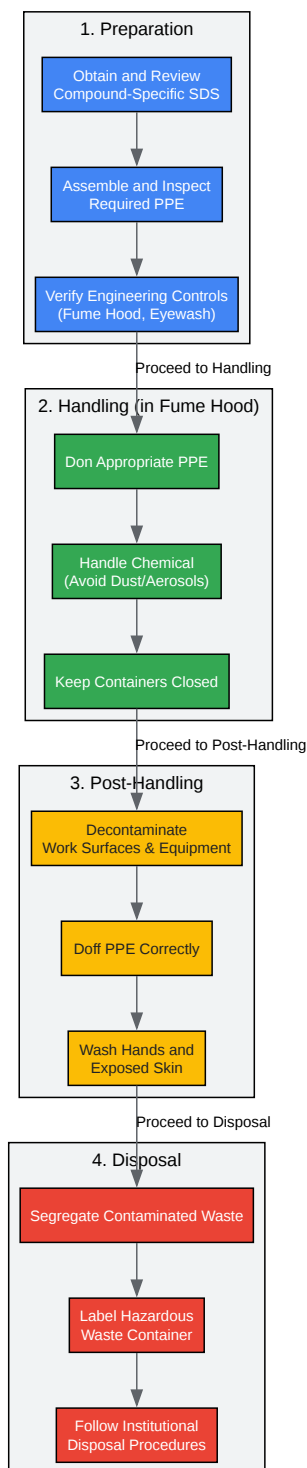 1. Preparation
Obtain and Review
Compound-Specific SDS
Assemble and Inspect
Required PPE
Verify Engineering Controls
(Fume Hood, Eyewash)
Proceed to Handling
2. Handling (in Fume Hood)
Don Appropriate PPE
Handle Chemical
(Avoid Dust/Aerosols)
Keep Containers Closed
Proceed to Post-Handling
3. Post-Handling
Decontaminate
Work Surfaces & Equipment
Doff PPE Correctly
Wash Hands and
Exposed Skin
Proceed to Disposal
4. Disposal
Segregate Contaminated Waste
Label Hazardous
Waste Container
Follow Institutional
Disposal Procedures